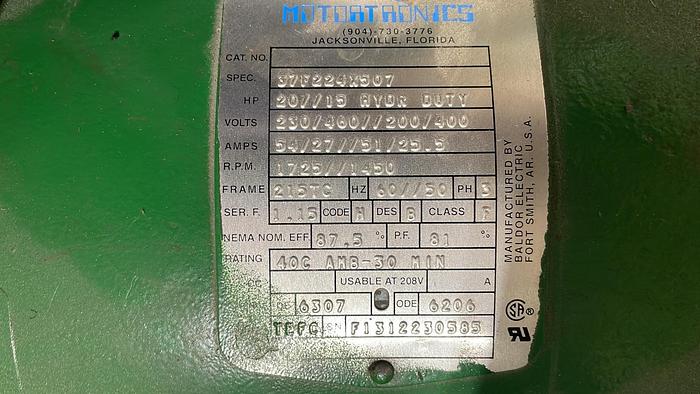 MOTORTRONICS
(904)-730-3776
JACKSONVILLE, FLORIDA
CAT. NO.
SPEC. 37F224X507
HP 20//15 HYDR DUTY
VOLTS 230/460//200/400
AMPS 54/27//51/25.5
R.P.M. 1725//1450
FRAME 215TC HZ 60//50 PH 3
SER. F. 1.15 CODE H DES B CLASS F
NEMA NOM. EFF. 87.5 % P.F. 81 %
RATING 40C AMB-30 MIN
USABLE AT 208V A
6307 ODE 6206
TEFC SN F1312230585
MANUFACTURED BY
BALDOR ELECTRIC
FORT SMITH, AR. U.S.A.
SA ®